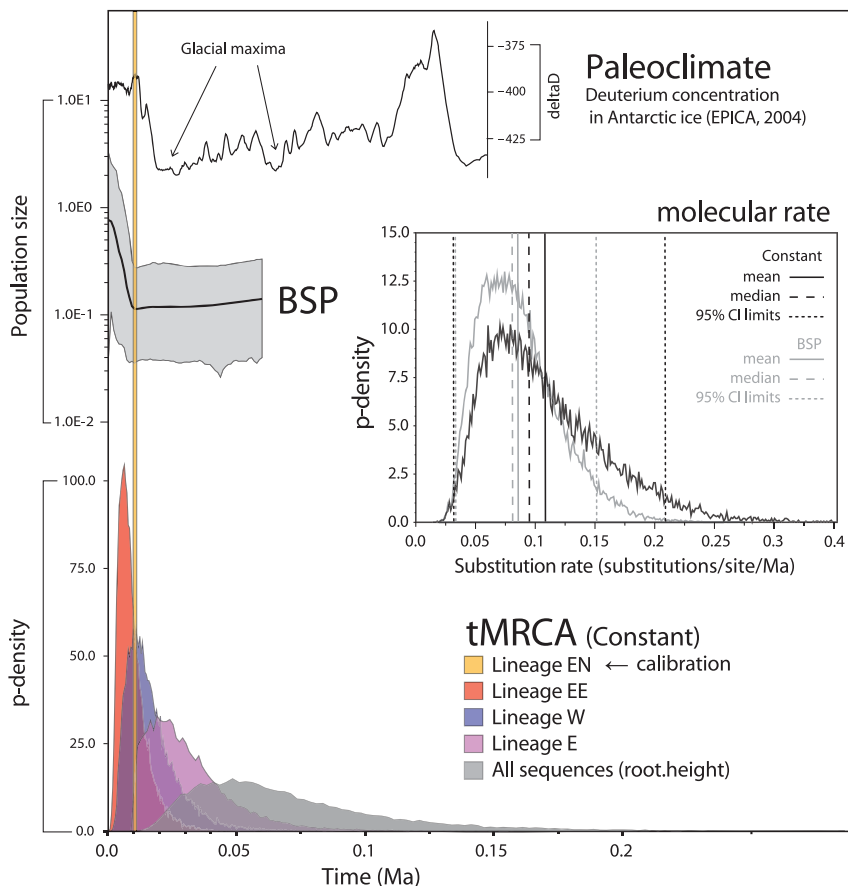 Glacial maxima
−375
−400
−425
deltaD
Paleoclimate
Deuterium concentration
in Antarctic ice (EPICA, 2004)
1.0E1
1.0E0
1.0E-1
1.0E-2
Population size
BSP
molecular rate
15.0
12.5
10.0
7.5
5.0
2.5
0.0
p-density
Constant
mean
median
95% CI limits
BSP
mean
median
95% CI limits
0.0 0.05 0.1 0.15 0.2 0.25 0.3 0.4
Substitution rate (substitutions/site/Ma)
100.0
75.0
50.0
25.0
0.0
p-density
tMRCA (Constant)
Lineage EN ← calibration
Lineage EE
Lineage W
Lineage E
All sequences (root.height)
0.0 0.05 0.1 0.15 0.2
Time (Ma)